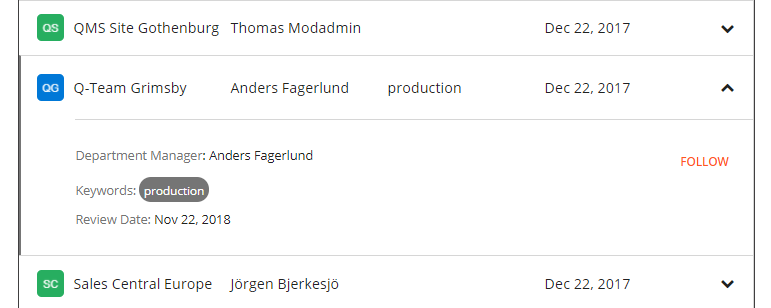 QS QMS Site Gothenburg Thomas Modadmin Dec 22, 2017
QG Q-Team Grimsby Anders Fagerlund production Dec 22, 2017
Department Manager: Anders Fagerlund
FOLLOW
Keywords: production
Review Date: Nov 22, 2018
SC Sales Central Europe Jörgen Bjerkesjö Dec 22, 2017